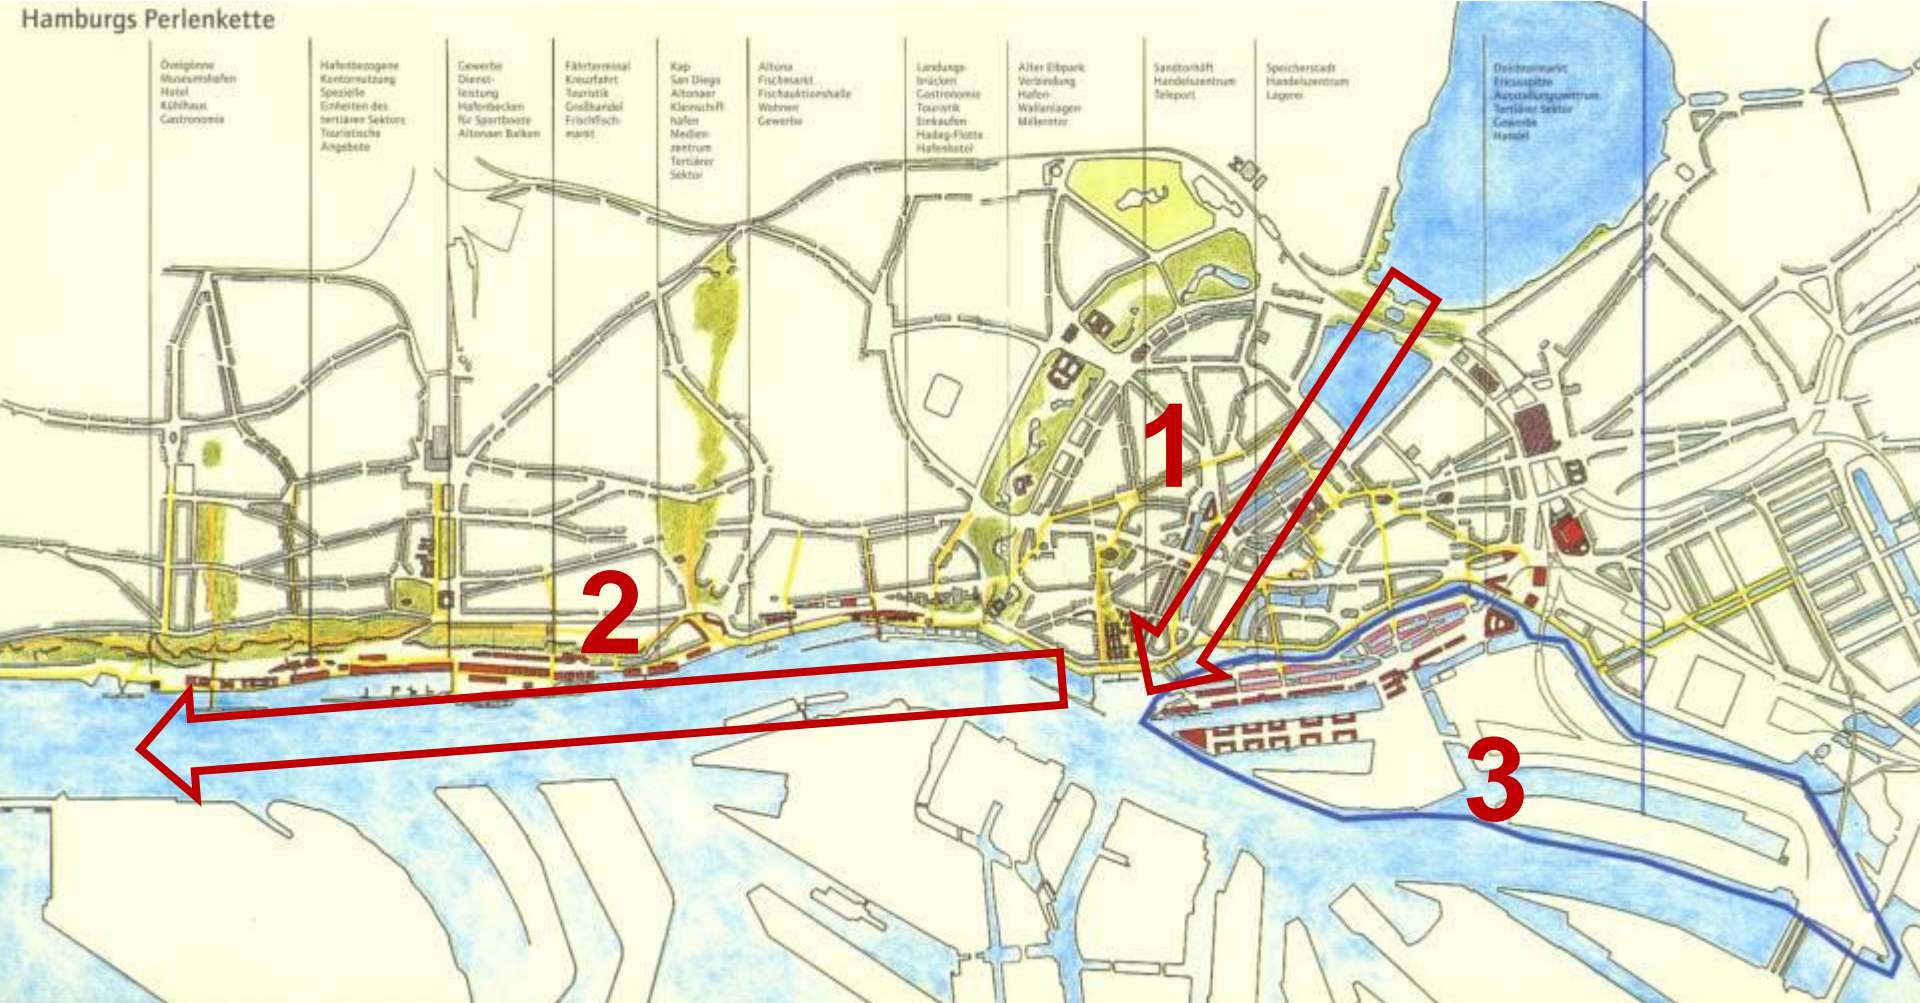 Hamburgs Perlenkette
Övelgönne
Museumshafen
Hotel
Kühlhaus
Gastronomie
Hafenbezogene
Kontornutzung
Spezielle
Einheiten des
tertiären Sektors
Touristische
Angebote
Gewerbe
Dienst-
leistung
Hafenbecken
für Sportboote
Altonaer Balkon
Fährterminal
Kreuzfahrt
Touristik
Großhandel
Frischfisch-
markt
Kap
San Diego
Altonaer
Kleinschiff-
hafen
Medien-
zentrum
Tertiärer
Sektor
Altona
Fischmarkt
Fischauktionshalle
Wohnen
Gewerbe
Landungs-
brücken
Gastronomie
Touristik
Einkaufen
Hadag-Flotte
Hafenhotel
Alter Elbpark
Verbindung
Hafen-
Wallanlagen
Millerntor
Sandtorhöft
Handelszentrum
Teleport
Speicherstadt
Handelszentrum
Lagerei
Deichtormarkt
Ericusspitze
Ausstellungszentrum
Tertiärer Sektor
Gewerbe
Handel
1
2
3